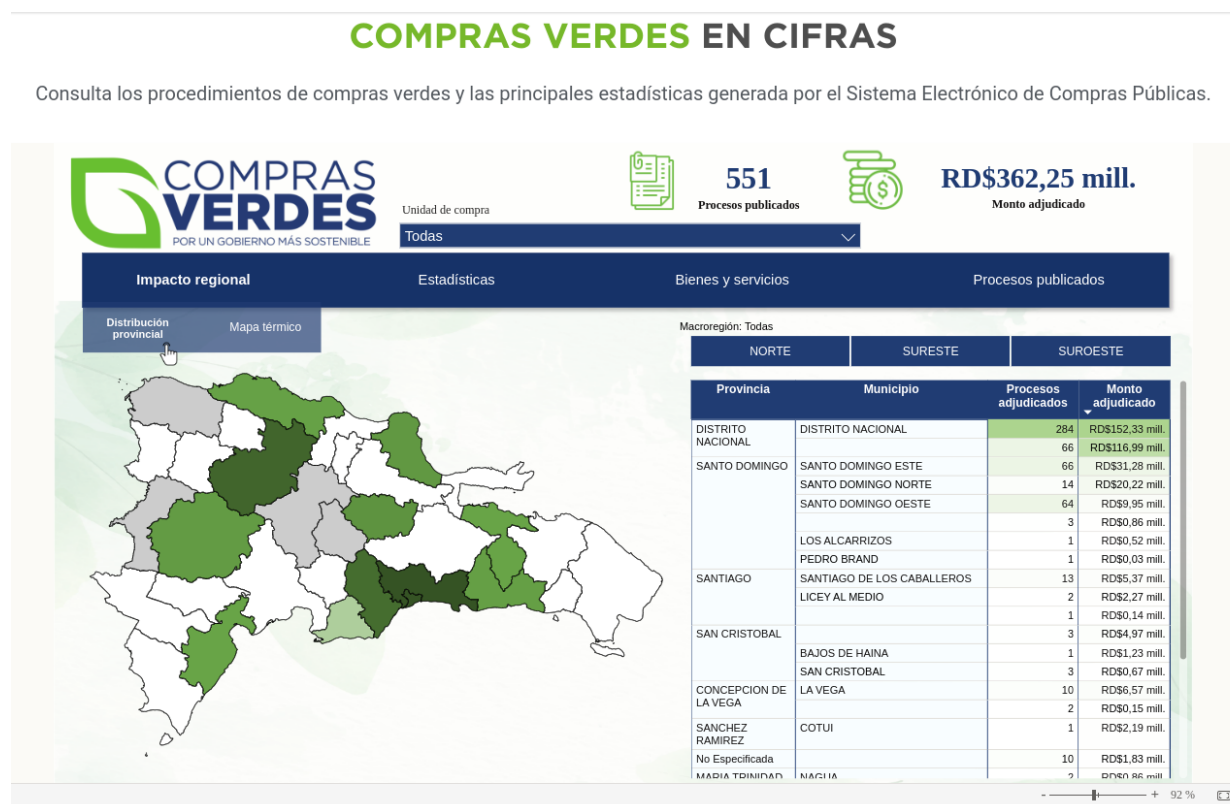 COMPRAS VERDES EN CIFRAS
Consulta los procedimientos de compras verdes y las principales estadísticas generada por el Sistema Electrónico de Compras Públicas.
COMPRAS
VERDES
POR UN GOBIERNO MÁS SOSTENIBLE
Unidad de compra
Todas
551
Procesos publicados
RD$362,25 mill.
Monto adjudicado
Impacto regional Estadísticas Bienes y servicios Procesos publicados
Distribución
provincial
Mapa térmico
Macroregión: Todas
NORTE SURESTE SUROESTE
Provincia Municipio Procesos adjudicados Monto adjudicado
DISTRITO NACIONAL DISTRITO NACIONAL 284 RD$152,33 mill.
66 RD$116,99 mill.
SANTO DOMINGO SANTO DOMINGO ESTE 66 RD$31,28 mill.
SANTO DOMINGO NORTE 14 RD$20,22 mill.
SANTO DOMINGO OESTE 64 RD$9,95 mill.
3 RD$0,86 mill.
LOS ALCARRIZOS 1 RD$0,52 mill.
PEDRO BRAND 1 RD$0,03 mill.
SANTIAGO SANTIAGO DE LOS CABALLEROS 13 RD$5,37 mill.
LICEY AL MEDIO 2 RD$2,27 mill.
1 RD$0,14 mill.
SAN CRISTOBAL 3 RD$4,97 mill.
BAJOS DE HAINA 1 RD$1,23 mill.
SAN CRISTOBAL 3 RD$0,67 mill.
CONCEPCION DE LA VEGA LA VEGA 10 RD$6,57 mill.
2 RD$0,15 mill.
SANCHEZ RAMIREZ COTUI 1 RD$2,19 mill.
No Especificada 10 RD$1,83 mill.
MARIA TRINIDAD NAGUA 2 RD$0,86 mill.
- + 92 %